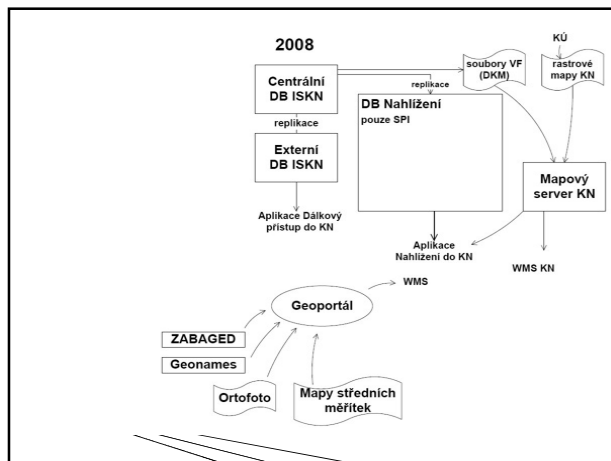 2008
KÚ
soubory VF
(DKM)
rastrové
mapy KN
Centrální
DB ISKN
replikace
replikace
DB Nahlížení
pouze SPI
Externí
DB ISKN
Mapový
server KN
Aplikace Dálkový
přístup do KN
Aplikace
Nahlížení do KN
WMS KN
WMS
Geoportál
ZABAGED
Geonames
Ortofoto
Mapy středních
měřítek